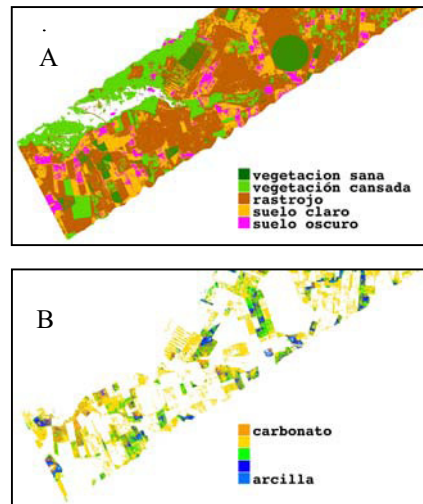 A
vegetacion sana
vegetación cansada
rastrojo
suelo claro
suelo oscuro
B
carbonato
arcilla